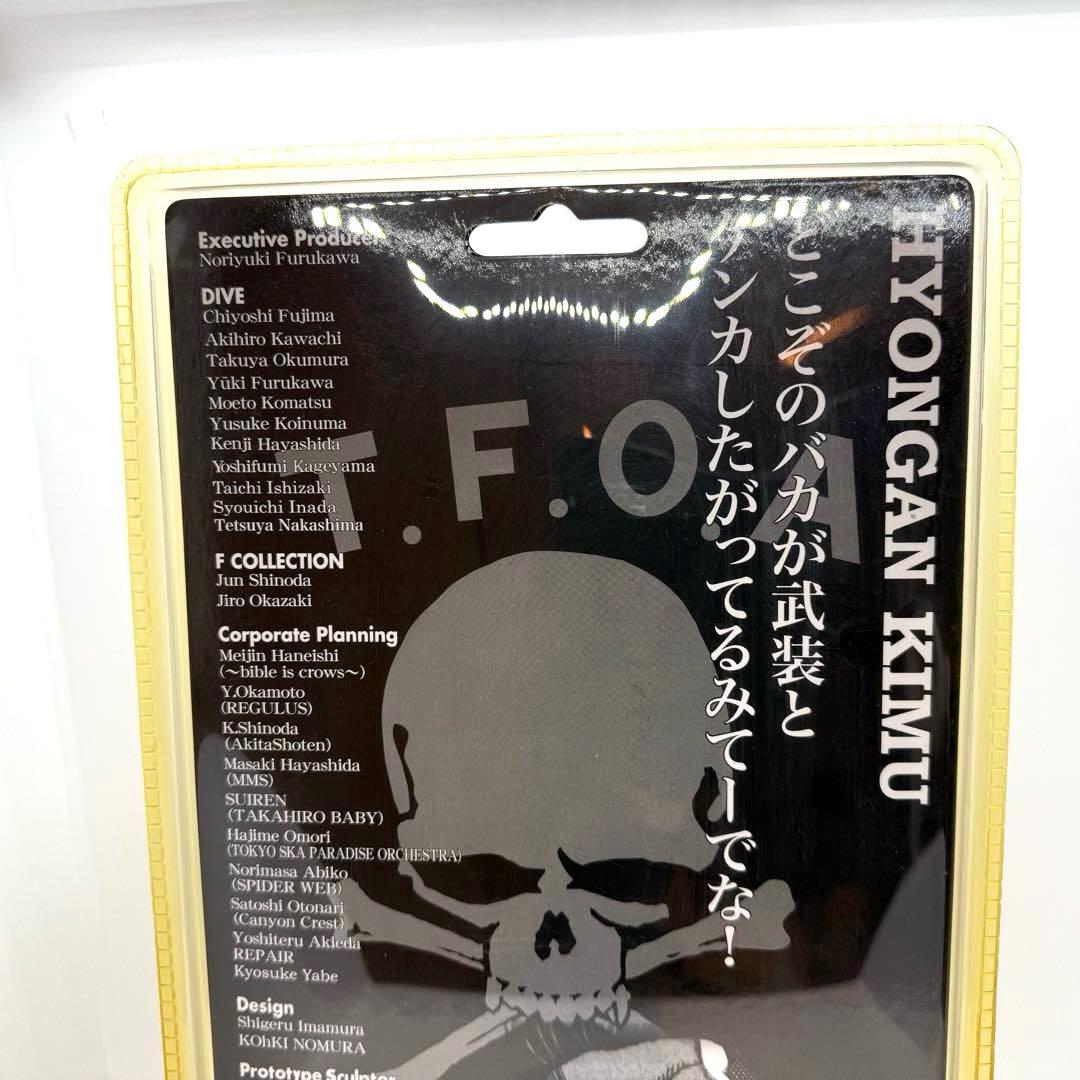 Executive Producer
Noriyuki Furukawa
DIVE
Chiyoshi Fujima
Akihiro Kawachi
Takuya Okumura
Yūki Furukawa
Moeto Komatsu
Yusuke Koinuma
Kenji Hayashida
Yoshifumi Kageyama
Taichi Ishizaki
Syouichi Inada
Tetsuya Nakashima
F COLLECTION
Jun Shinoda
Jiro Okazaki
Corporate Planning
Meijin Haneishi
(～bible is crows～)
Y.Okamoto
(REGULUS)
K.Shinoda
(AkitaShoten)
Masaki Hayashida
(MMS)
SUIREN
(TAKAHIRO BABY)
Hajime Omori
(TOKYO SKA PARADISE ORCHESTRA)
Norimasa Abiko
(SPIDER WEB)
Satoshi Otonari
(Canyon Crest)
Yoshiteru Akieda
REPAIR
Kyosuke Yabe
Design
Shigeru Imamura
KOhKI NOMURA
Prototype Sculptor
T.F.O.A
HYONGAN KIMU
どこぞのバカが武装と
ケンカしたがってるみてーでな！